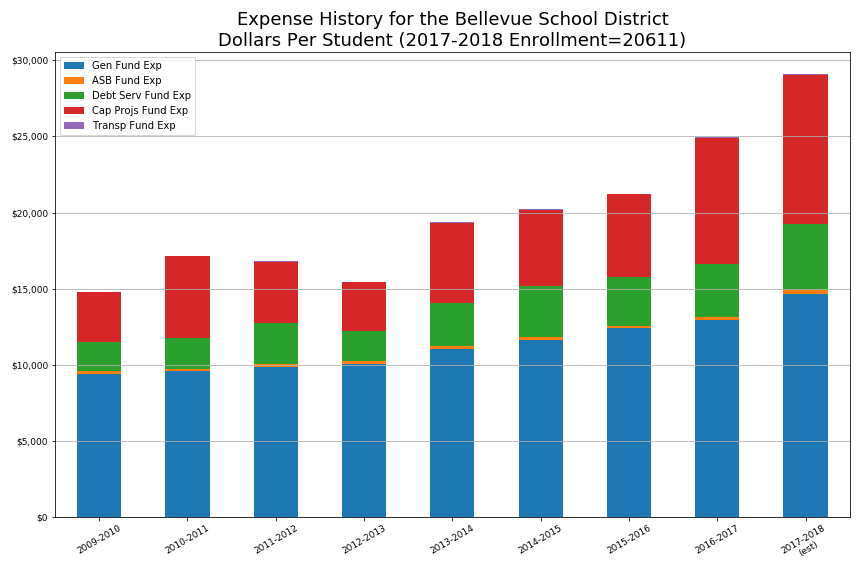 Expense History for the Bellevue School District
Dollars Per Student (2017-2018 Enrollment=20611)
Gen Fund Exp
ASB Fund Exp
Debt Serv Fund Exp
Cap Projs Fund Exp
Transp Fund Exp
$30,000
$25,000
$20,000
$15,000
$10,000
$5,000
$0
2009-2010
2010-2011
2011-2012
2012-2013
2013-2014
2014-2015
2015-2016
2016-2017
2017-2018
(est)